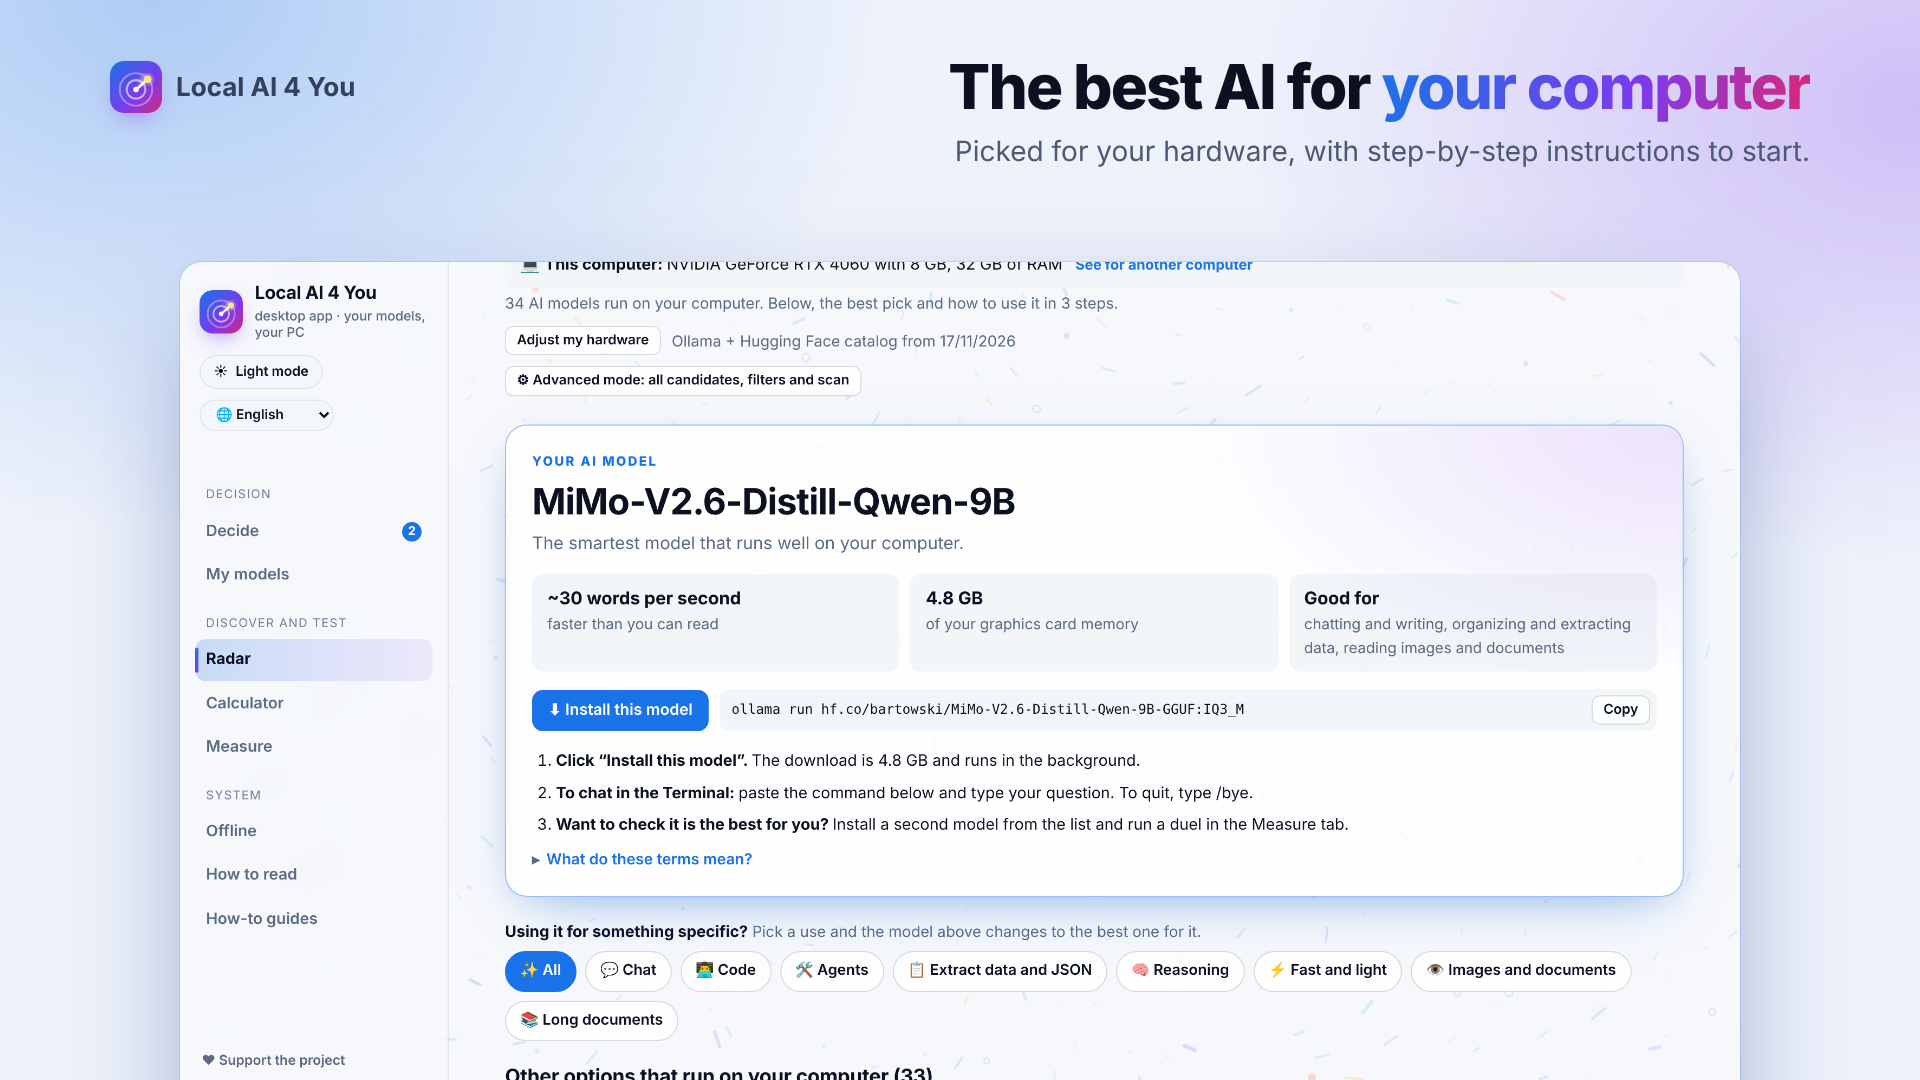 Local AI 4 You
The best AI for your computer
Picked for your hardware, with step-by-step instructions to start.
Local AI 4 You
desktop app · your models,
your PC
☀ Light mode
🌐 English
DECISION
Decide 2
My models
DISCOVER AND TEST
Radar
Calculator
Measure
SYSTEM
Offline
How to read
How-to guides
♥ Support the project
💻 This computer: NVIDIA GeForce RTX 4060 with 8 GB, 32 GB of RAM See for another computer
34 AI models run on your computer. Below, the best pick and how to use it in 3 steps.
Adjust my hardware Ollama + Hugging Face catalog from 17/11/2026
⚙ Advanced mode: all candidates, filters and scan
YOUR AI MODEL
MiMo-V2.6-Distill-Qwen-9B
The smartest model that runs well on your computer.
~30 words per second
faster than you can read
4.8 GB
of your graphics card memory
Good for
chatting and writing, organizing and extracting
data, reading images and documents
⬇ Install this model ollama run hf.co/bartowski/MiMo-V2.6-Distill-Qwen-9B-GGUF:IQ3_M Copy
1. Click “Install this model”. The download is 4.8 GB and runs in the background.
2. To chat in the Terminal: paste the command below and type your question. To quit, type /bye.
3. Want to check it is the best for you? Install a second model from the list and run a duel in the Measure tab.
▸ What do these terms mean?
Using it for something specific? Pick a use and the model above changes to the best one for it.
✨ All 💬 Chat 👨‍💻 Code 🛠️ Agents 📋 Extract data and JSON 🧠 Reasoning ⚡ Fast and light 👁️ Images and documents
📚 Long documents
Other options that run on your computer (33)